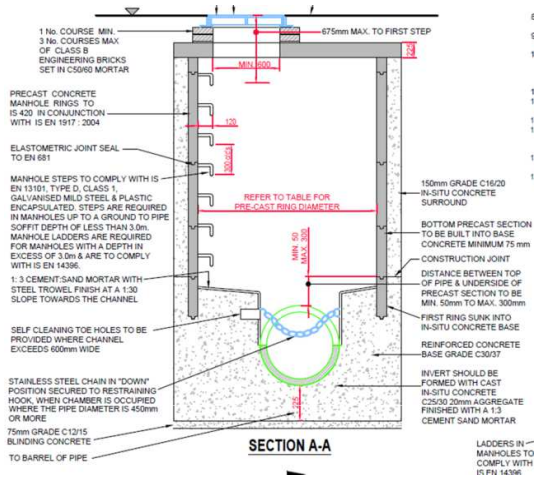 1 No. COURSE MIN.
3 No. COURSES MAX
OF CLASS B
ENGINEERING BRICKS
SET IN C50/60 MORTAR
675mm MAX. TO FIRST STEP
225
MIN. 600
PRECAST CONCRETE
MANHOLE RINGS TO
IS 420 IN CONJUNCTION
WITH IS EN 1917 : 2004
120
ELASTOMETRIC JOINT SEAL
TO EN 681
300 crs
MANHOLE STEPS TO COMPLY WITH IS
EN 13101, TYPE D, CLASS 1,
GALVANISED MILD STEEL & PLASTIC
ENCAPSULATED. STEPS ARE REQUIRED
IN MANHOLES UP TO A GROUND TO PIPE
SOFFIT DEPTH OF LESS THAN 3.0m.
MANHOLE LADDERS ARE REQUIRED
FOR MANHOLES WITH A DEPTH IN
EXCESS OF 3.0m & ARE TO COMPLY
WITH IS EN 14396.
REFER TO TABLE FOR
PRE-CAST RING DIAMETER
150mm GRADE C16/20
IN-SITU CONCRETE
SURROUND
BOTTOM PRECAST SECTION
TO BE BUILT INTO BASE
CONCRETE MINIMUM 75 mm
MIN. 50
MAX. 300
CONSTRUCTION JOINT
1: 3 CEMENT:SAND MORTAR WITH
STEEL TROWEL FINISH AT A 1:30
SLOPE TOWARDS THE CHANNEL
DISTANCE BETWEEN TOP
OF PIPE & UNDERSIDE OF
PRECAST SECTION TO BE
MIN. 50mm TO MAX. 300mm
FIRST RING SUNK INTO
IN-SITU CONCRETE BASE
SELF CLEANING TOE HOLES TO BE
PROVIDED WHERE CHANNEL
EXCEEDS 600mm WIDE
REINFORCED CONCRETE
BASE GRADE C30/37
STAINLESS STEEL CHAIN IN "DOWN"
POSITION SECURED TO RESTRAINING
HOOK, WHEN CHAMBER IS OCCUPIED
WHERE THE PIPE DIAMETER IS 450mm
OR MORE
INVERT SHOULD BE
FORMED WITH CAST
IN-SITU CONCRETE
C25/30 20mm AGGREGATE
FINISHED WITH A 1:3
CEMENT SAND MORTAR
225
75mm GRADE C12/15
BLINDING CONCRETE
TO BARREL OF PIPE
SECTION A-A
LADDERS IN
MANHOLES TO
COMPLY WITH
IS EN 14396